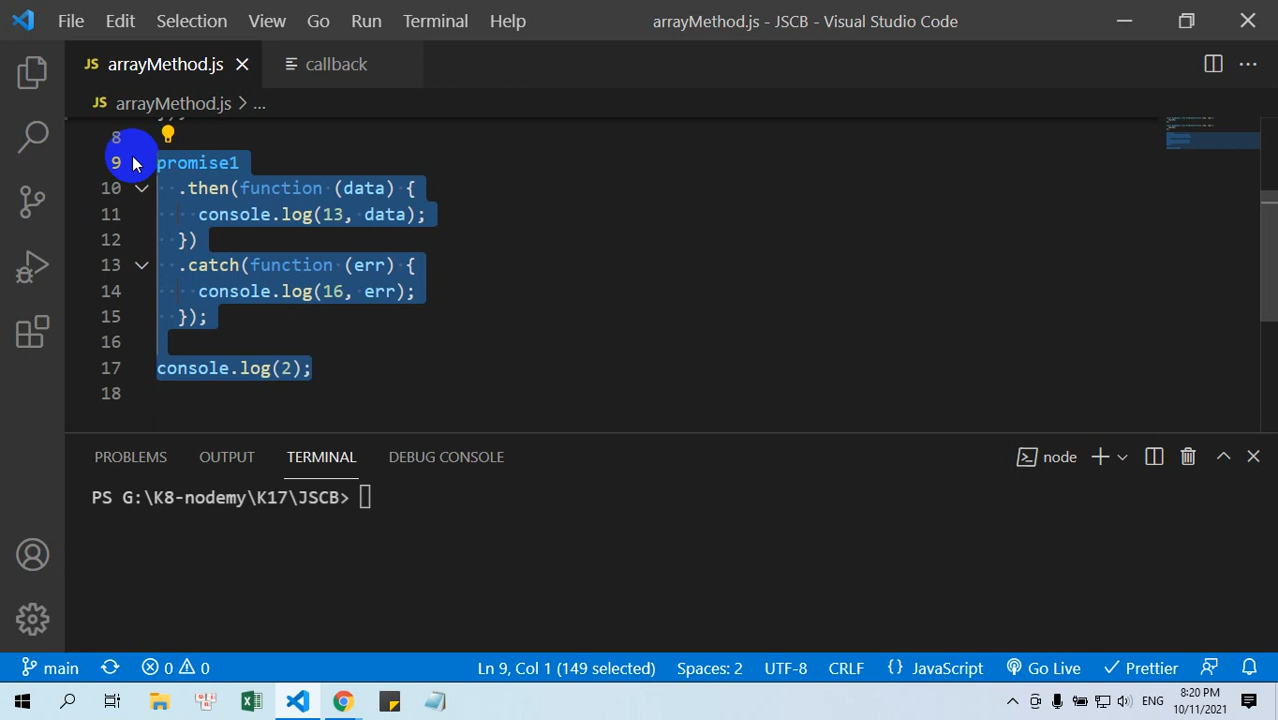 File Edit Selection View Go Run Terminal Help arrayMethod.js - JSCB - Visual Studio Code
JS arrayMethod.js callback
JS arrayMethod.js > ...
8
9 promise1
10 .then(function (data) {
11 console.log(13, data);
12 })
13 .catch(function (err) {
14 console.log(16, err);
15 });
16
17 console.log(2);
18
PROBLEMS OUTPUT TERMINAL DEBUG CONSOLE node
PS G:\K8-nodemy\K17\JSCB>
main 0 0 Ln 9, Col 1 (149 selected) Spaces: 2 UTF-8 CRLF {} JavaScript Go Live Prettier
ENG 8:20 PM
10/11/2021